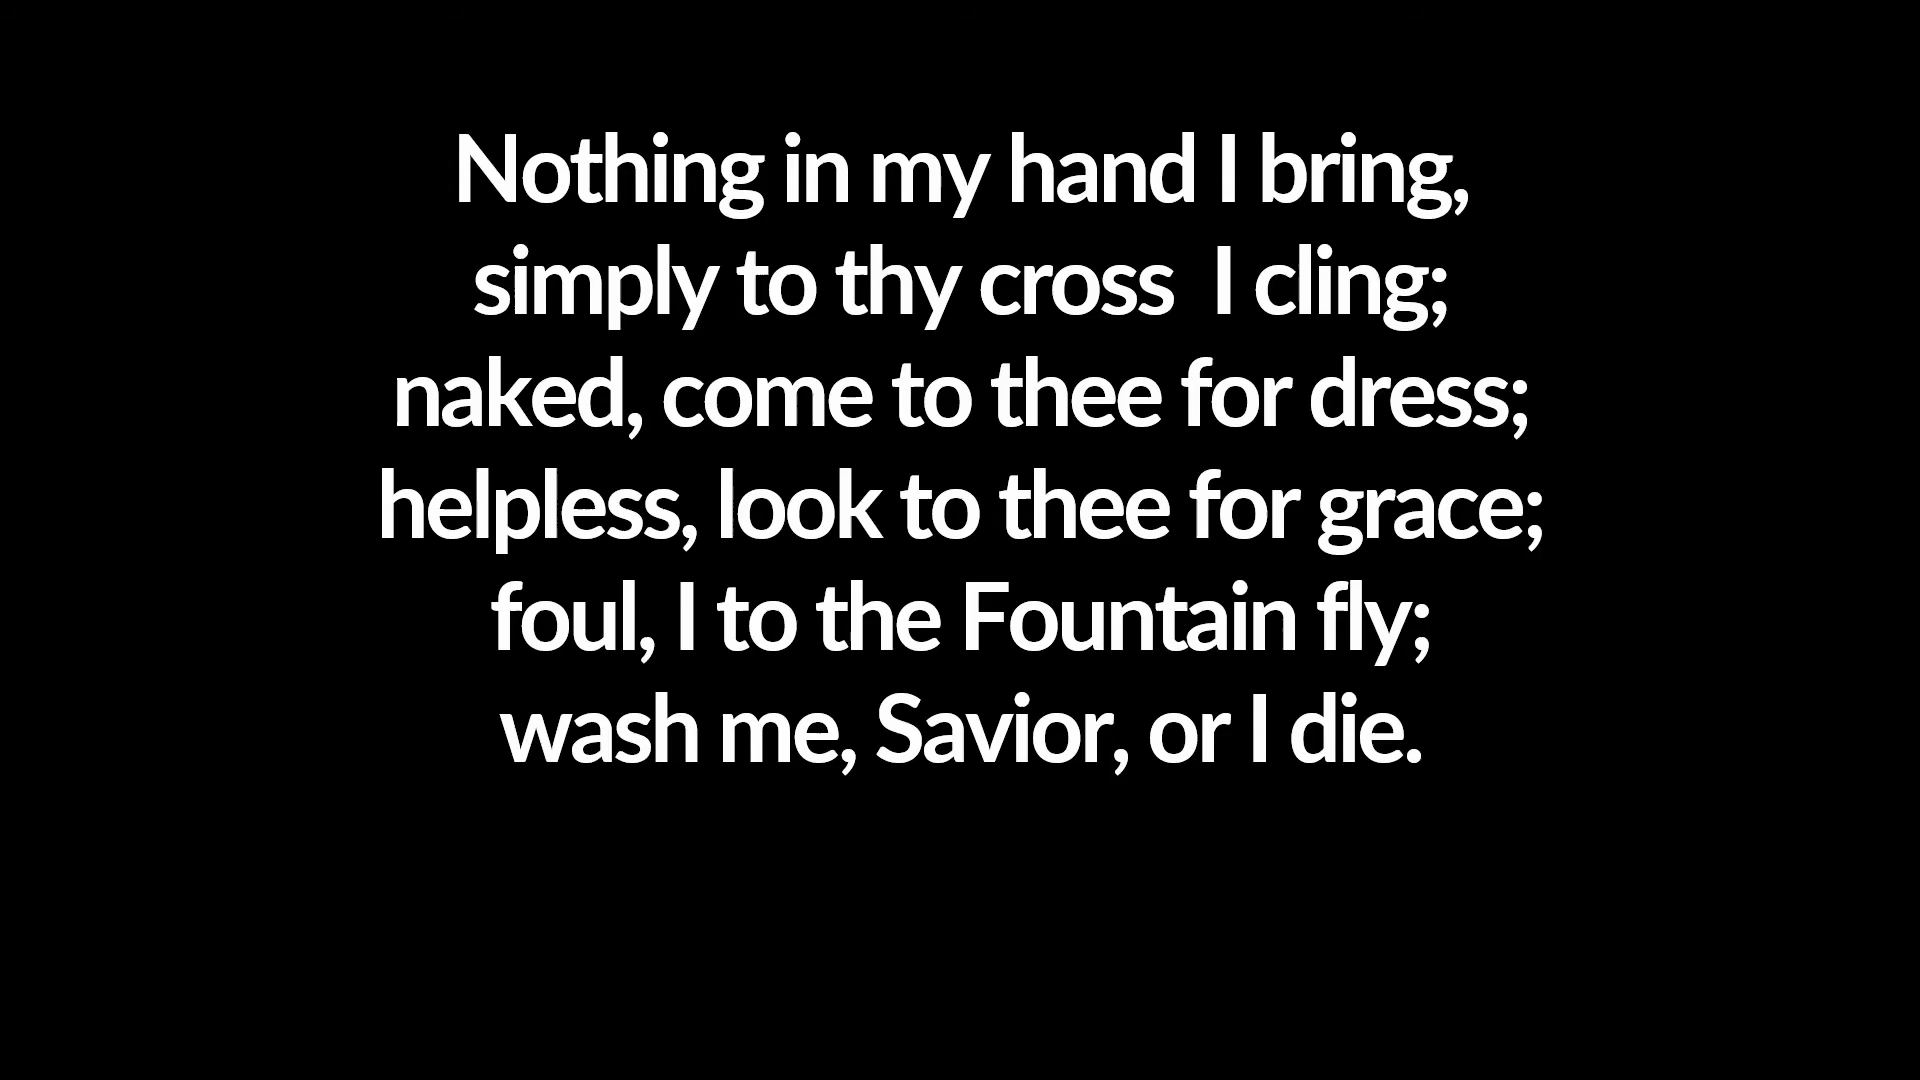 Nothing in my hand I bring,
simply to thy cross  I cling;
naked, come to thee for dress;
helpless, look to thee for grace;
foul, I to the Fountain fly;
wash me, Savior, or I die.